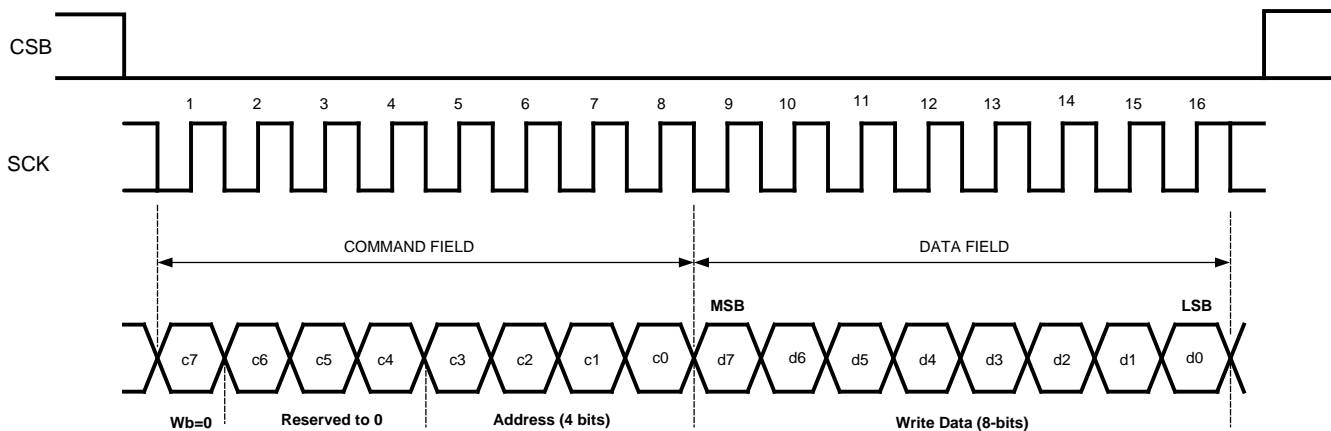 CSB
1 2 3 4 5 6 7 8 9 10 11 12 13 14 15 16
SCK
COMMAND FIELD DATA FIELD
MSB LSB
c7 c6 c5 c4 c3 c2 c1 c0 d7 d6 d5 d4 d3 d2 d1 d0
Wb=0 Reserved to 0 Address (4 bits) Write Data (8-bits)